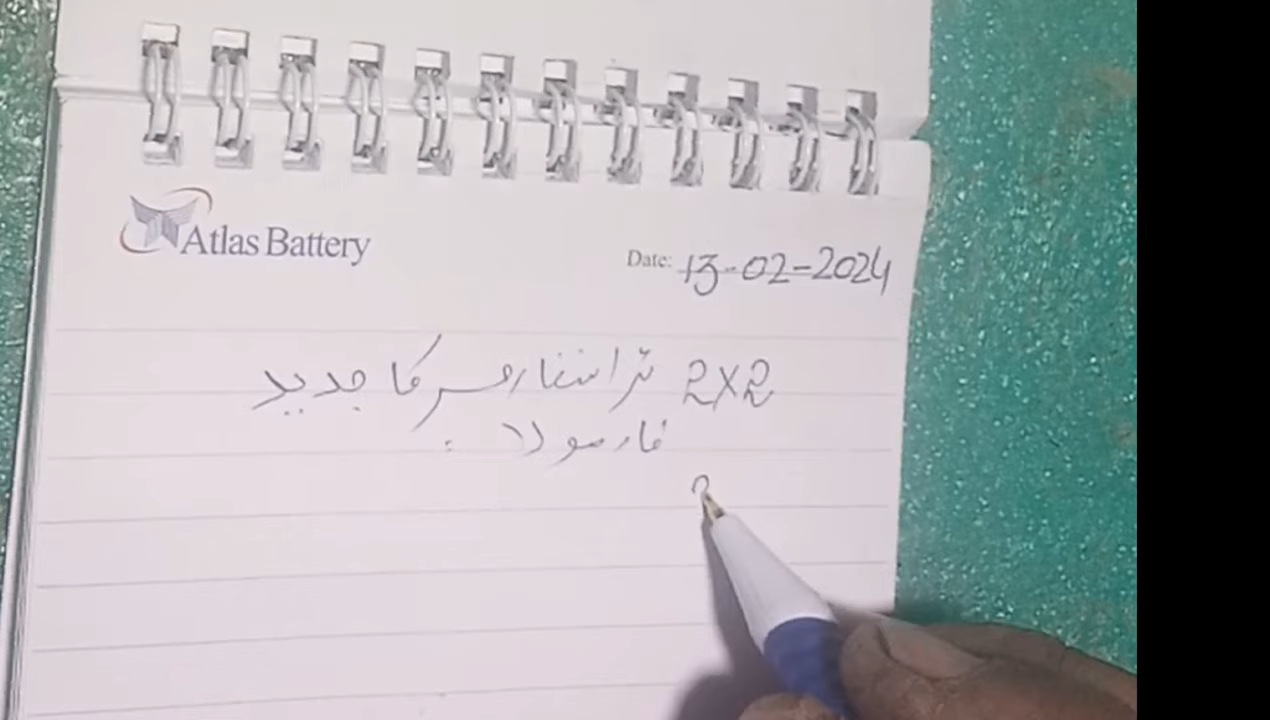 Atlas Battery
Date: 13-02-2024
2x2 ٹرانسفارمر کا جدید
فارمولا :